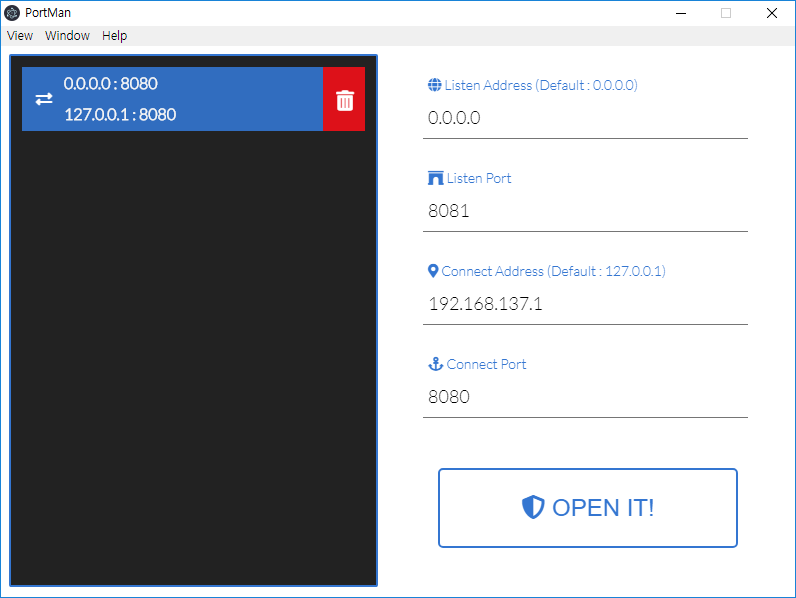 PortMan
View Window Help
0.0.0.0 : 8080
127.0.0.1 : 8080
Listen Address (Default : 0.0.0.0)
0.0.0.0
Listen Port
8081
Connect Address (Default : 127.0.0.1)
192.168.137.1
Connect Port
8080
OPEN IT!